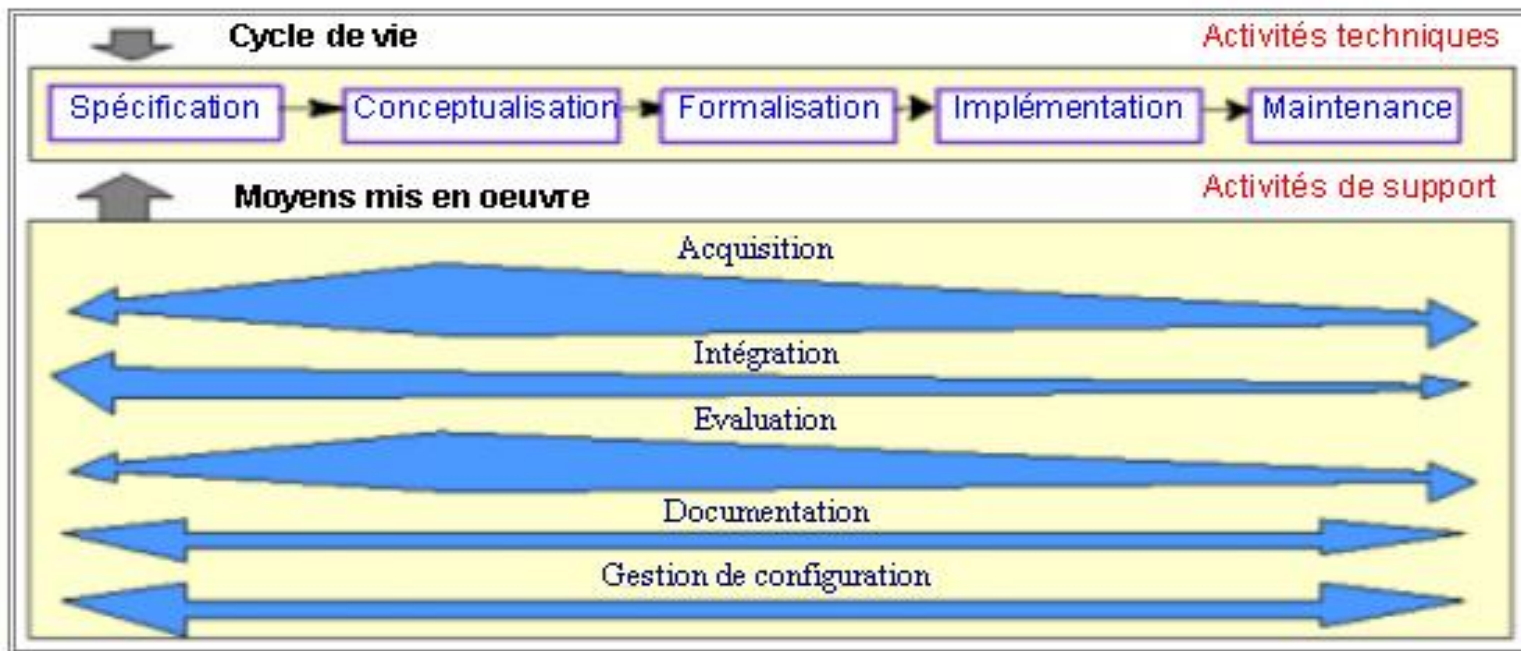 Cycle de vie
Activités techniques
Spécification
Conceptualisation
Formalisation
Implémentation
Maintenance
Moyens mis en oeuvre
Activités de support
Acquisition
Intégration
Evaluation
Documentation
Gestion de configuration